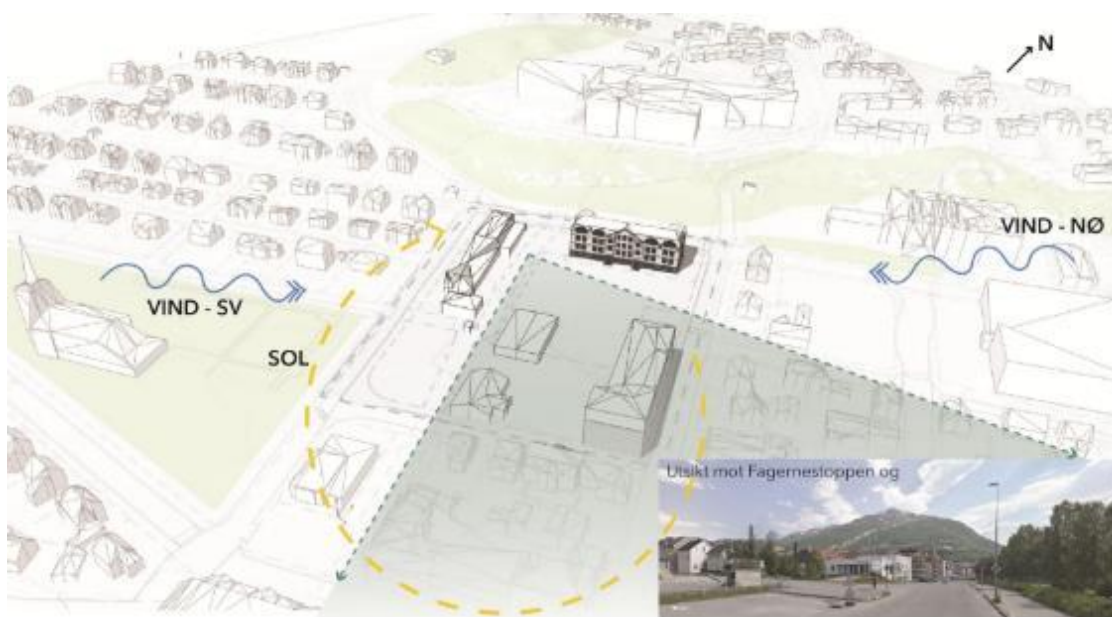 N
VIND - NØ
VIND - SV
SOL
Utsikt mot Fagernestoppen og